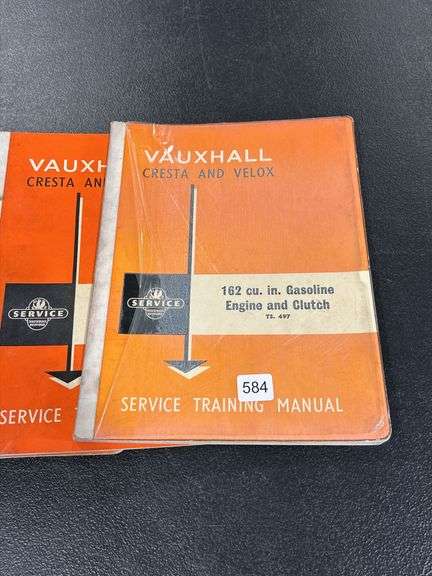 VAUXH
CRESTA AN
SERVICE
SERVICE T
VAUXHALL
CRESTA AND VELOX
SERVICE
162 cu. in. Gasoline
Engine and Clutch
TS. 497
584
SERVICE TRAINING MANUAL